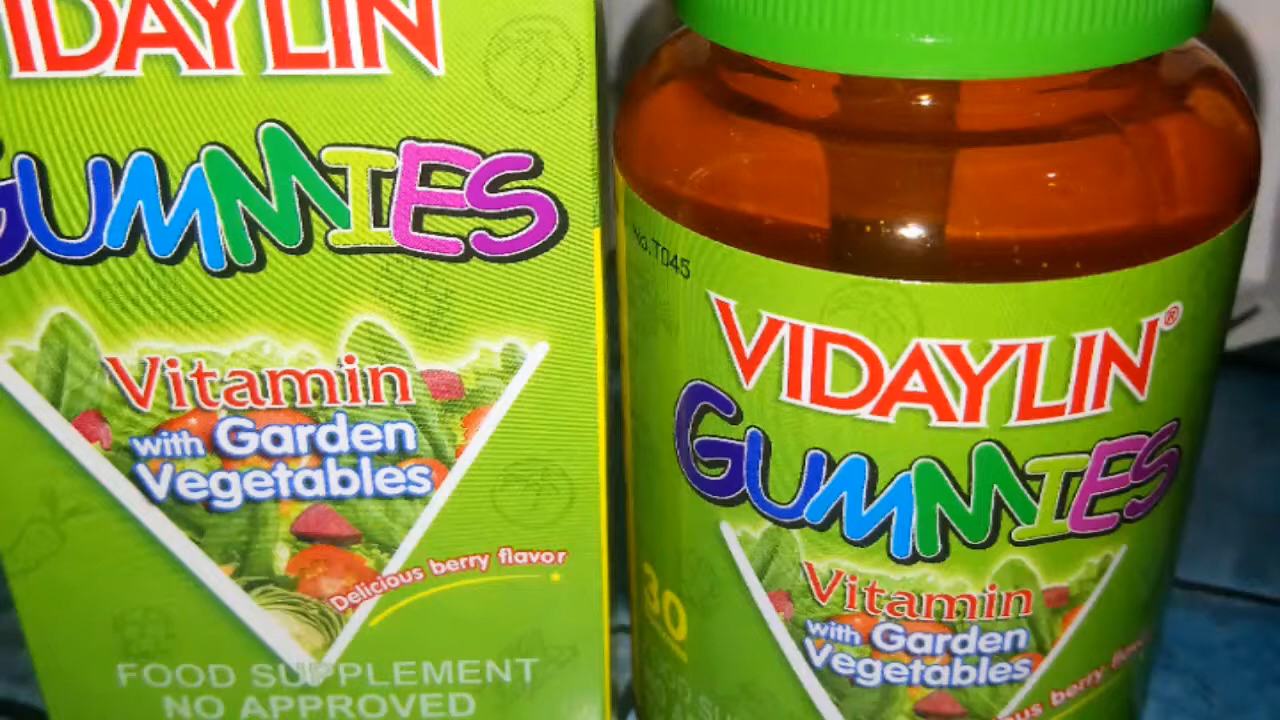 IDAYLIN
GUMMIES
Vitamin
with Garden
Vegetables
Delicious berry flavor
FOOD SUPPLEMENT
NO APPROVED
No.T045
VIDAYLIN®
GUMMIES
30
Vitamin
with Garden
Vegetables